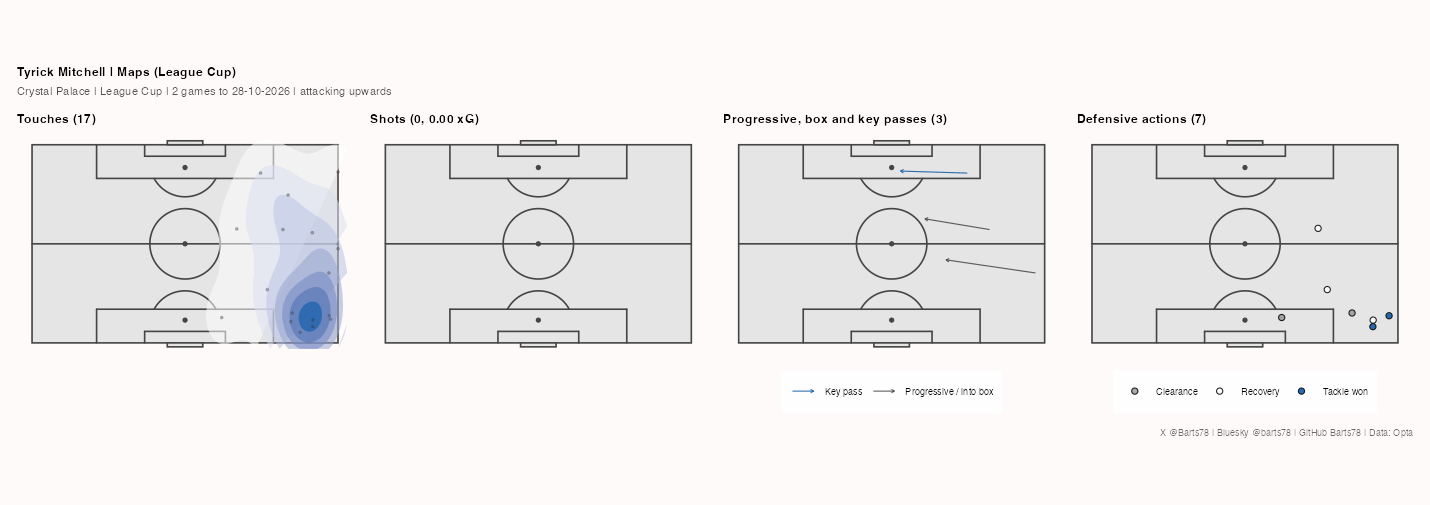 Tyrick Mitchell | Maps (League Cup)
Crystal Palace | League Cup | 2 games to 28-10-2026 | attacking upwards
Touches (17)
Shots (0, 0.00 xG)
Progressive, box and key passes (3)
Defensive actions (7)
Key pass
Progressive / into box
Clearance
Recovery
Tackle won
X @Barts78 | Bluesky @barts78 | GitHub Barts78 | Data: Opta